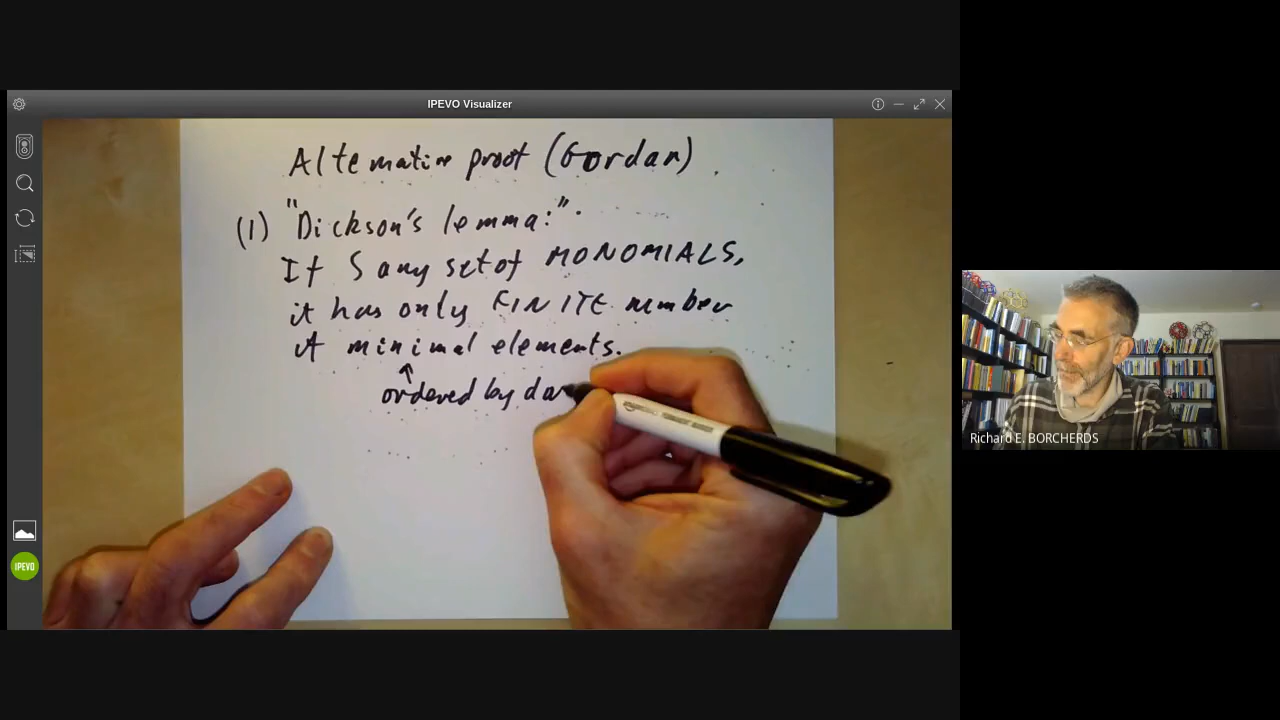 IPEVO Visualizer
Alternative proof (Gordan)
(1) "Dickson's lemma:".
If S any set of MONOMIALS,
it has only FINITE number
of minimal elements.
↑
ordered by
IPEVO
Richard E. BORCHERDS